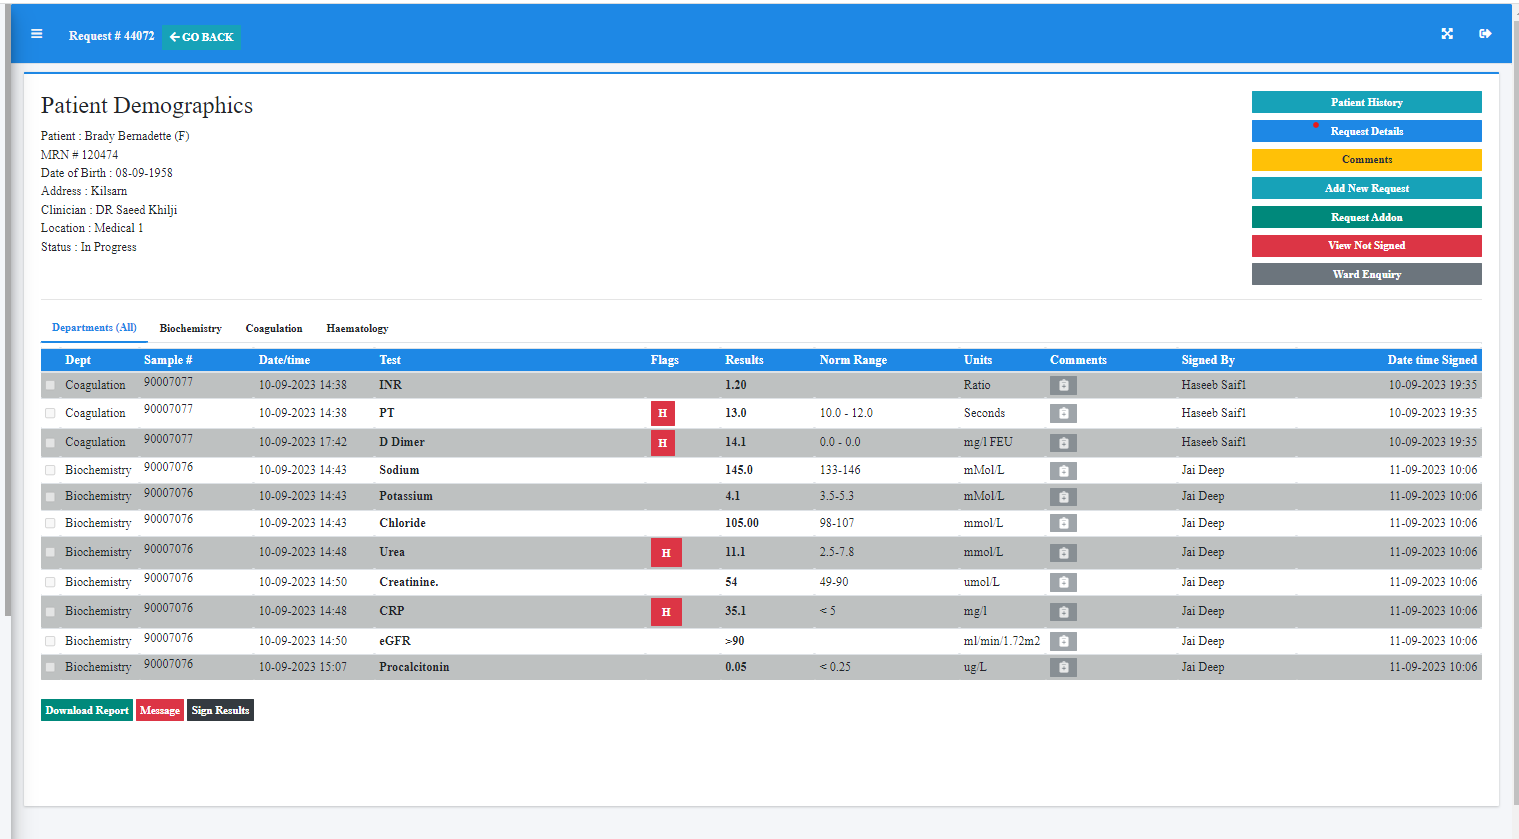 Request # 44072 GO BACK
Patient Demographics
Patient : Brady Bernadette (F)
MRN # 120474
Date of Birth : 08-09-1958
Address : Kilsarn
Clinician : DR Saeed Khilji
Location : Medical 1
Status : In Progress
Patient History
Request Details
Comments
Add New Request
Request Addon
View Not Signed
Ward Enquiry
Departments (All) Biochemistry Coagulation Haematology
Dept Sample # Date/time Test Flags Results Norm Range Units Comments Signed By Date time Signed
Coagulation 90007077 10-09-2023 14:38 INR 1.20 Ratio Haseeb Saif1 10-09-2023 19:35
Coagulation 90007077 10-09-2023 14:38 PT H 13.0 10.0 - 12.0 Seconds Haseeb Saif1 10-09-2023 19:35
Coagulation 90007077 10-09-2023 17:42 D Dimer H 14.1 0.0 - 0.0 mg/l FEU Haseeb Saif1 10-09-2023 19:35
Biochemistry 90007076 10-09-2023 14:43 Sodium 145.0 133-146 mMol/L Jai Deep 11-09-2023 10:06
Biochemistry 90007076 10-09-2023 14:43 Potassium 4.1 3.5-5.3 mMol/L Jai Deep 11-09-2023 10:06
Biochemistry 90007076 10-09-2023 14:43 Chloride 105.00 98-107 mmol/L Jai Deep 11-09-2023 10:06
Biochemistry 90007076 10-09-2023 14:48 Urea H 11.1 2.5-7.8 mmol/L Jai Deep 11-09-2023 10:06
Biochemistry 90007076 10-09-2023 14:50 Creatinine. 54 49-90 umol/L Jai Deep 11-09-2023 10:06
Biochemistry 90007076 10-09-2023 14:48 CRP H 35.1 < 5 mg/l Jai Deep 11-09-2023 10:06
Biochemistry 90007076 10-09-2023 14:50 eGFR >90 ml/min/1.72m2 Jai Deep 11-09-2023 10:06
Biochemistry 90007076 10-09-2023 15:07 Procalcitonin 0.05 < 0.25 ug/L Jai Deep 11-09-2023 10:06
Download Report Message Sign Results